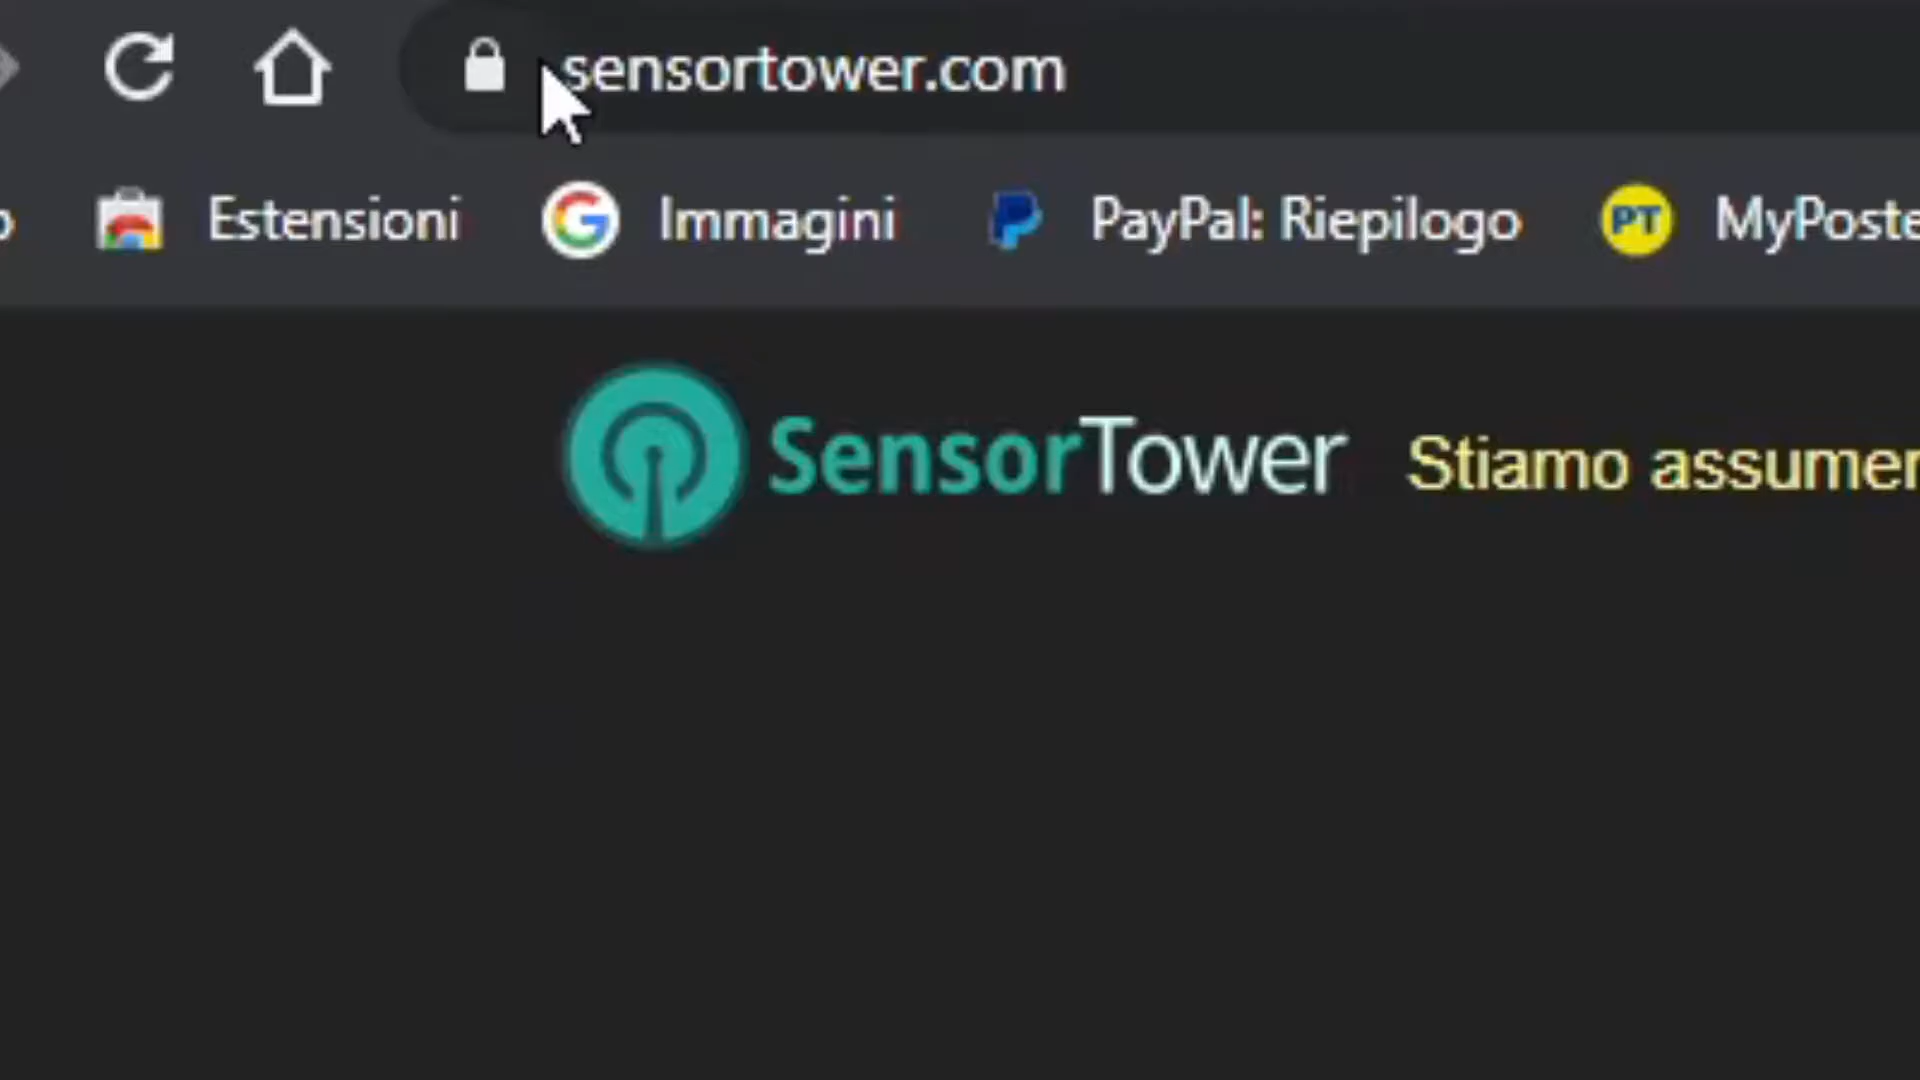 sensortower.com
Estensioni Immagini PayPal: Riepilogo PT MyPoste
SensorTower Stiamo assumer